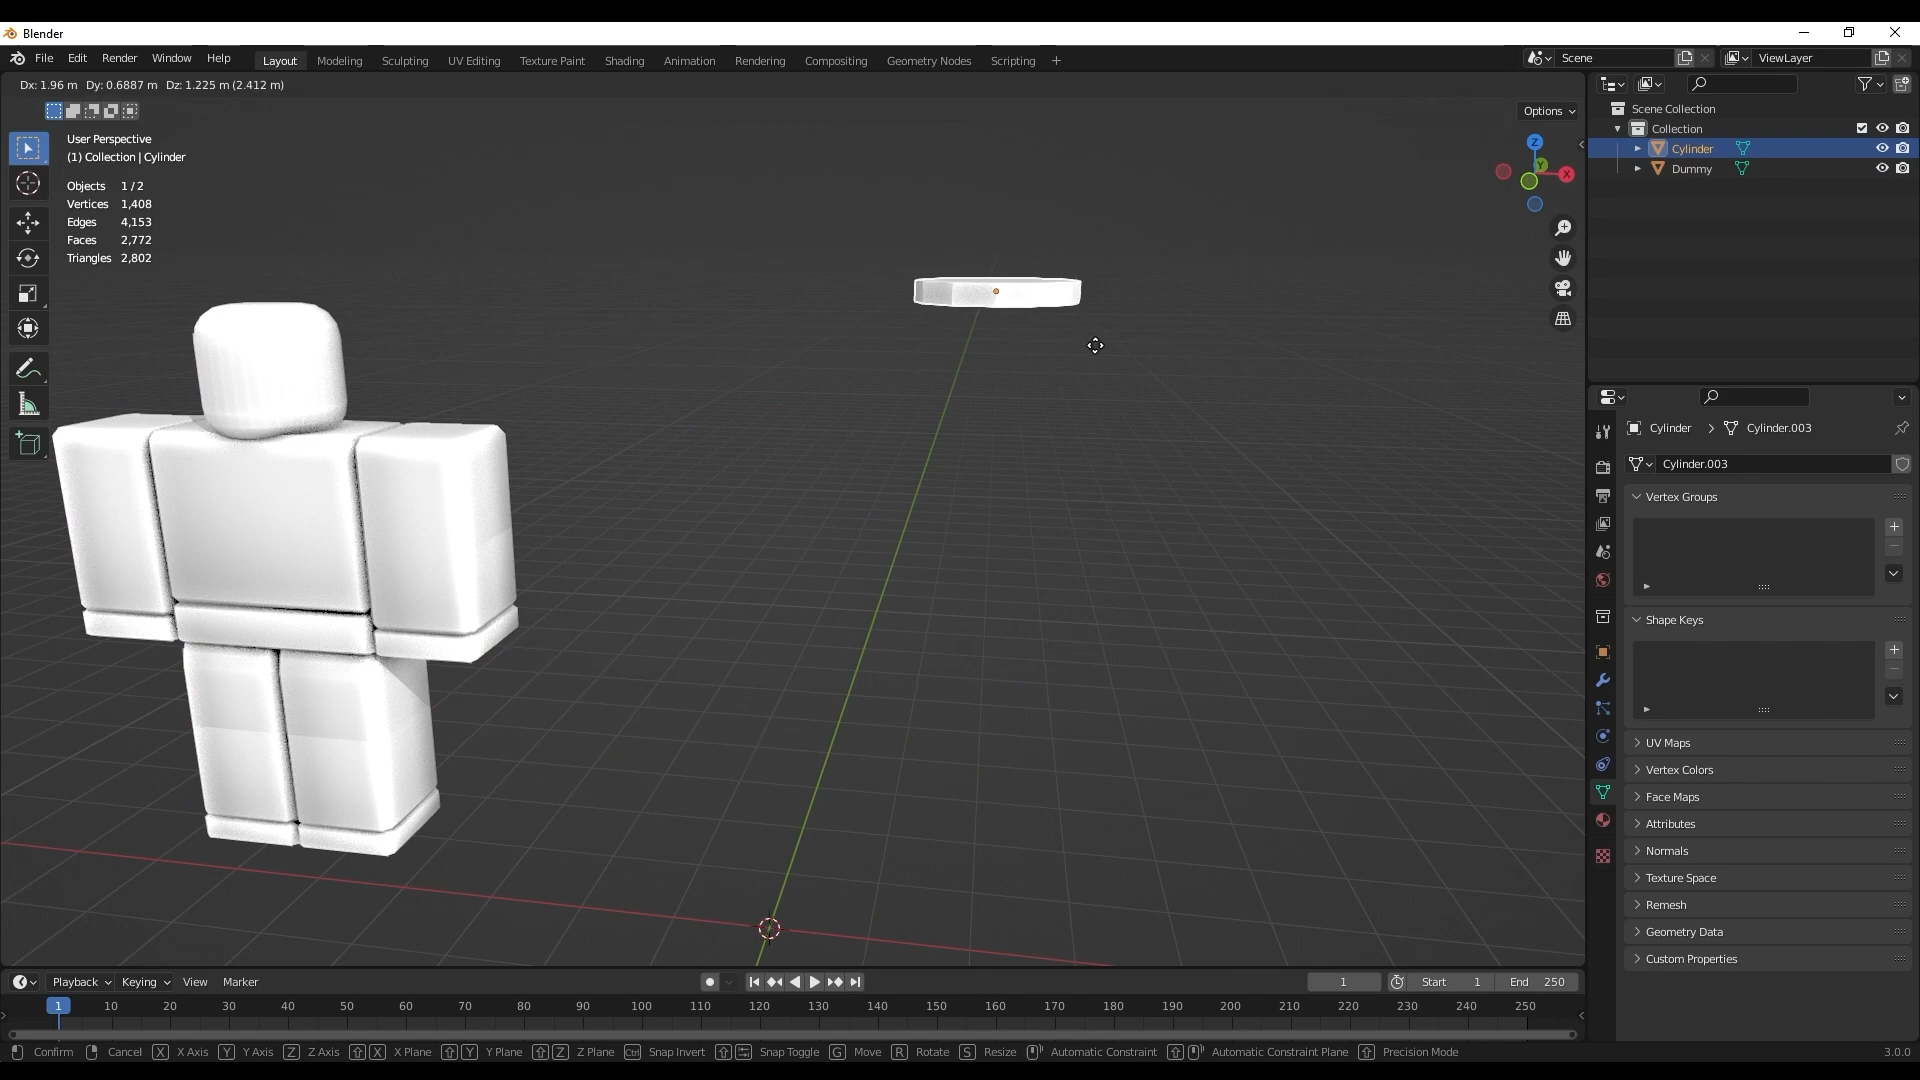 Blender
File Edit Render Window Help
Layout Modeling Sculpting UV Editing Texture Paint Shading Animation Rendering Compositing Geometry Nodes Scripting +
Scene
ViewLayer
Dx: 1.96 m Dy: 0.6887 m Dz: 1.225 m (2.412 m)
Options
User Perspective
(1) Collection | Cylinder
Objects 1 / 2
Vertices 1,408
Edges 4,153
Faces 2,772
Triangles 2,802
Z
Y
X
Scene Collection
Collection
Cylinder
Dummy
Cylinder > Cylinder.003
Cylinder.003
Vertex Groups
Shape Keys
UV Maps
Vertex Colors
Face Maps
Attributes
Normals
Texture Space
Remesh
Geometry Data
Custom Properties
Playback Keying View Marker
1 Start 1 End 250
1 10 20 30 40 50 60 70 80 90 100 110 120 130 140 150 160 170 180 190 200 210 220 230 240 250
Confirm Cancel X X Axis Y Y Axis Z Z Axis X X Plane Y Y Plane Z Z Plane Ctrl Snap Invert Snap Toggle G Move R Rotate S Resize Automatic Constraint Automatic Constraint Plane Precision Mode 3.0.0